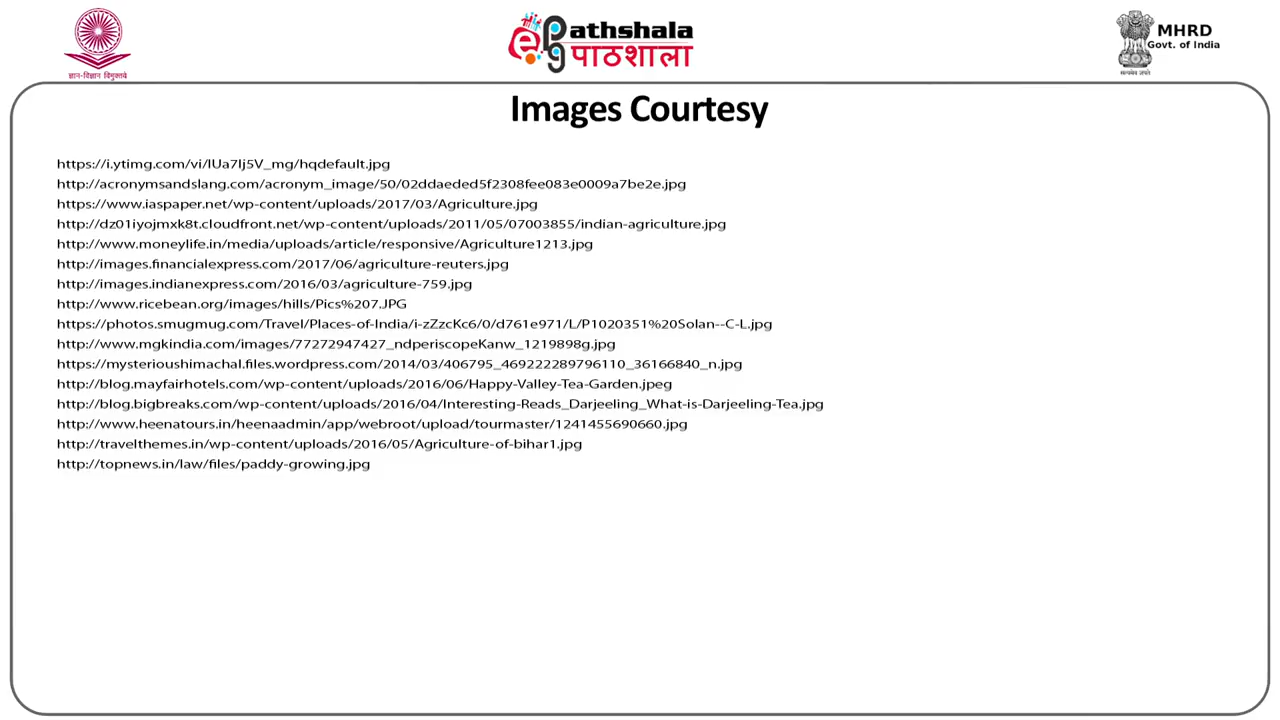 ज्ञान-विज्ञान विमुक्तये
epg Pathshala
पाठशाला
MHRD
Govt. of India
सत्यमेव जयते
Images Courtesy
https://i.ytimg.com/vi/lUa7Ij5V_mg/hqdefault.jpg
http://acronymsandslang.com/acronym_image/50/02ddaeded5f2308fee083e0009a7be2e.jpg
https://www.iaspaper.net/wp-content/uploads/2017/03/Agriculture.jpg
http://dz01iyojmxk8t.cloudfront.net/wp-content/uploads/2011/05/07003855/indian-agriculture.jpg
http://www.moneylife.in/media/uploads/article/responsive/Agriculture1213.jpg
http://images.financialexpress.com/2017/06/agriculture-reuters.jpg
http://images.indianexpress.com/2016/03/agriculture-759.jpg
http://www.ricebean.org/images/hills/Pics%207.JPG
https://photos.smugmug.com/Travel/Places-of-India/i-zZzcKc6/0/d761e971/L/P1020351%20Solan--C-L.jpg
http://www.mgkindia.com/images/77272947427_ndperiscopeKanw_1219898g.jpg
https://mysterioushimachal.files.wordpress.com/2014/03/406795_469222289796110_36166840_n.jpg
http://blog.mayfairhotels.com/wp-content/uploads/2016/06/Happy-Valley-Tea-Garden.jpeg
http://blog.bigbreaks.com/wp-content/uploads/2016/04/Interesting-Reads_Darjeeling_What-is-Darjeeling-Tea.jpg
http://www.heenatours.in/heenaadmin/app/webroot/upload/tourmaster/1241455690660.jpg
http://travelthemes.in/wp-content/uploads/2016/05/Agriculture-of-bihar1.jpg
http://topnews.in/law/files/paddy-growing.jpg